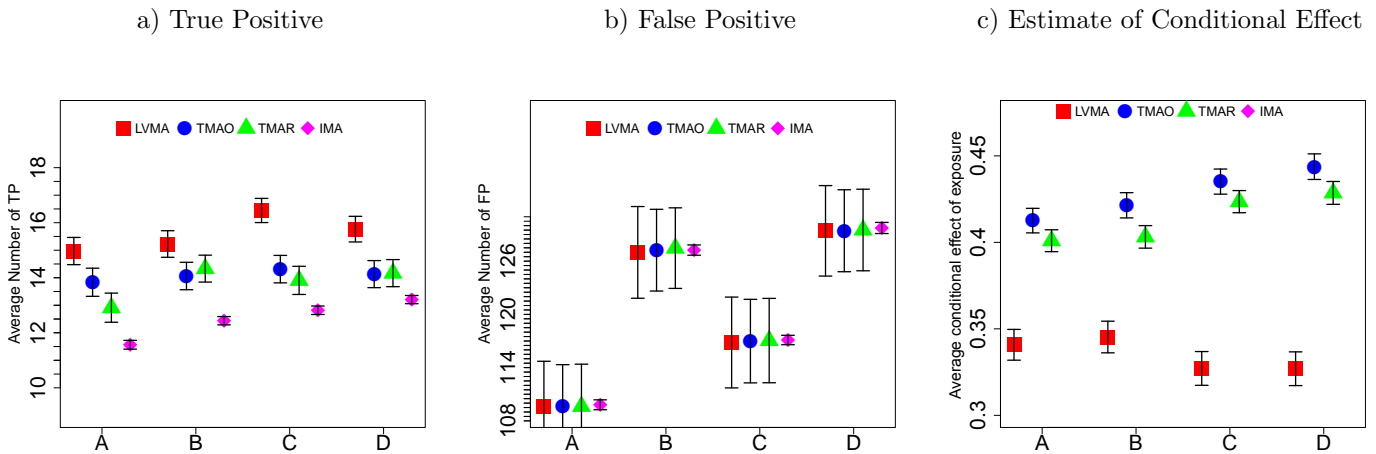 a) True Positive
LVMA TMAO TMAR IMA
Average Number of TP
18
16
14
12
10
A B C D
b) False Positive
LVMA TMAO TMAR IMA
Average Number of FP
126
120
114
108
A B C D
c) Estimate of Conditional Effect
LVMA TMAO TMAR IMA
Average conditional effect of exposure
0.45
0.4
0.35
0.3
A B C D